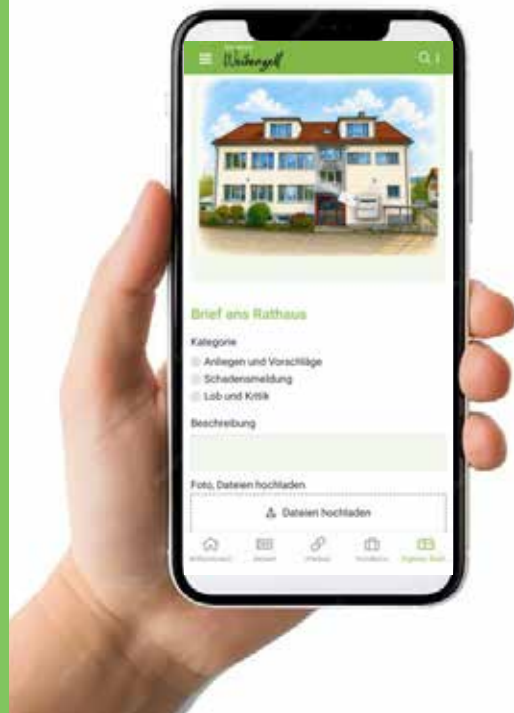 Brief ans Rathaus
Kategorie
Anliegen und Vorschläge
Schadensmeldung
Lob und Kritik
Beschreibung
Foto, Dateien hochladen
Dateien hochladen